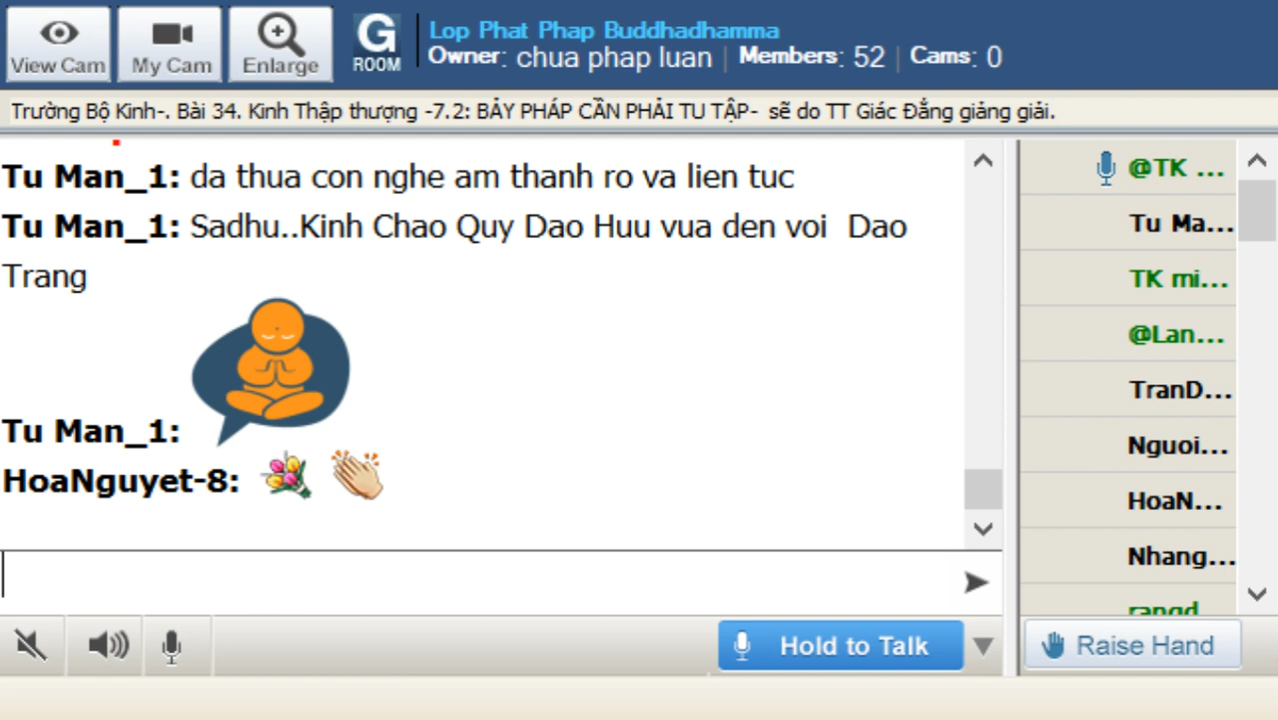 View Cam
My Cam
Enlarge
G
ROOM
Lop Phat Phap Buddhadhamma
Owner: chua phap luan | Members: 52 | Cams: 0
Trường Bộ Kinh-. Bài 34. Kinh Thập thượng -7.2: BẢY PHÁP CẦN PHẢI TU TẬP- sẽ do TT Giác Đẳng giảng giải.
Tu Man_1: da thua con nghe am thanh ro va lien tuc
Tu Man_1: Sadhu..Kinh Chao Quy Dao Huu vua den voi Dao
Trang
Tu Man_1:
HoaNguyet-8:
@TK ...
Tu Ma...
TK mi...
@Lan...
TranD...
Nguoi...
HoaN...
Nhang...
Hold to Talk
Raise Hand